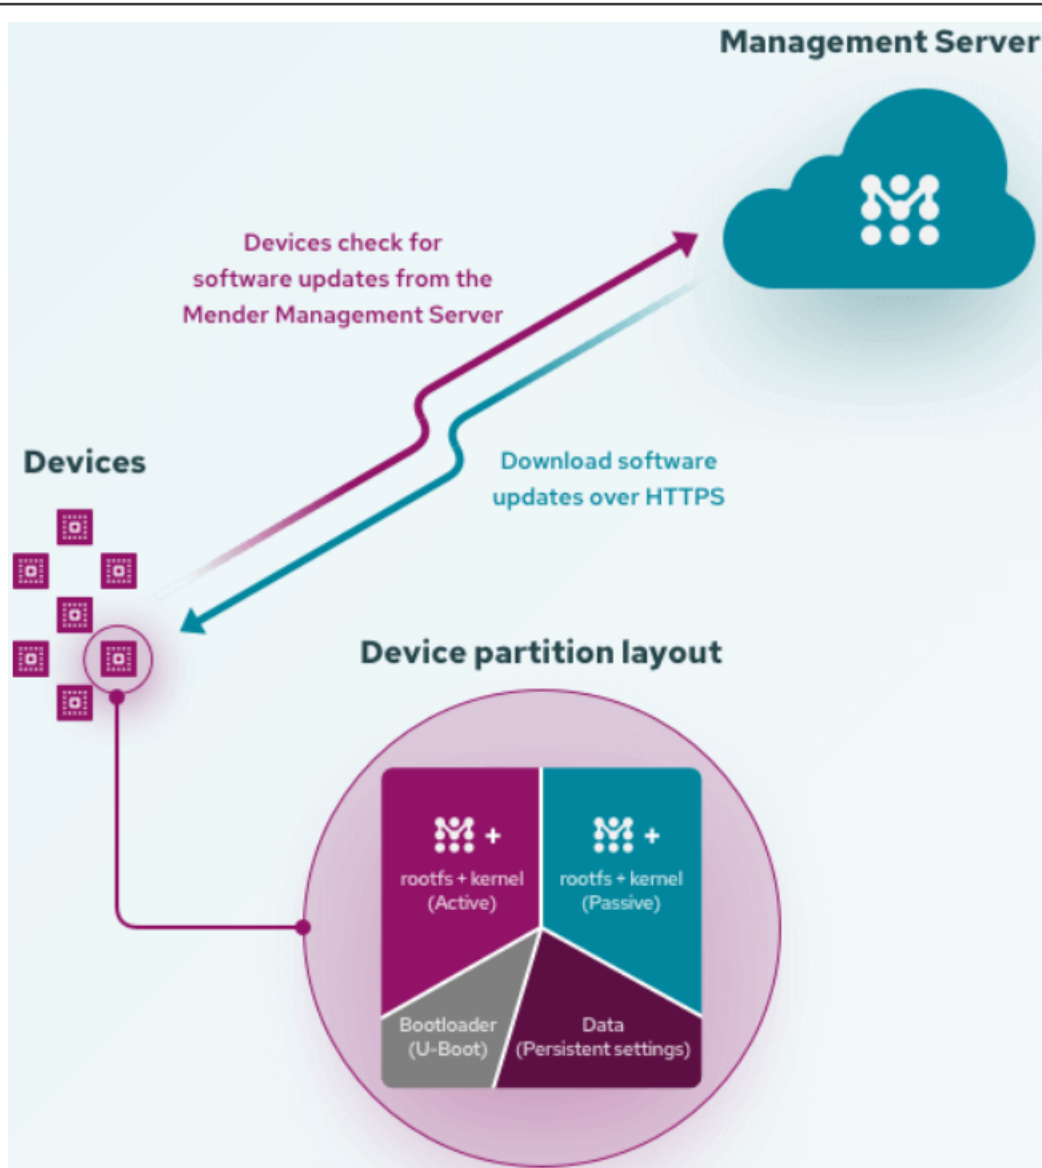 Management Server
Devices check for
software updates from the
Mender Management Server
Devices
Download software
updates over HTTPS
Device partition layout
+
rootfs + kernel
(Active)
+
rootfs + kernel
(Passive)
Bootloader
(U-Boot)
Data
(Persistent settings)